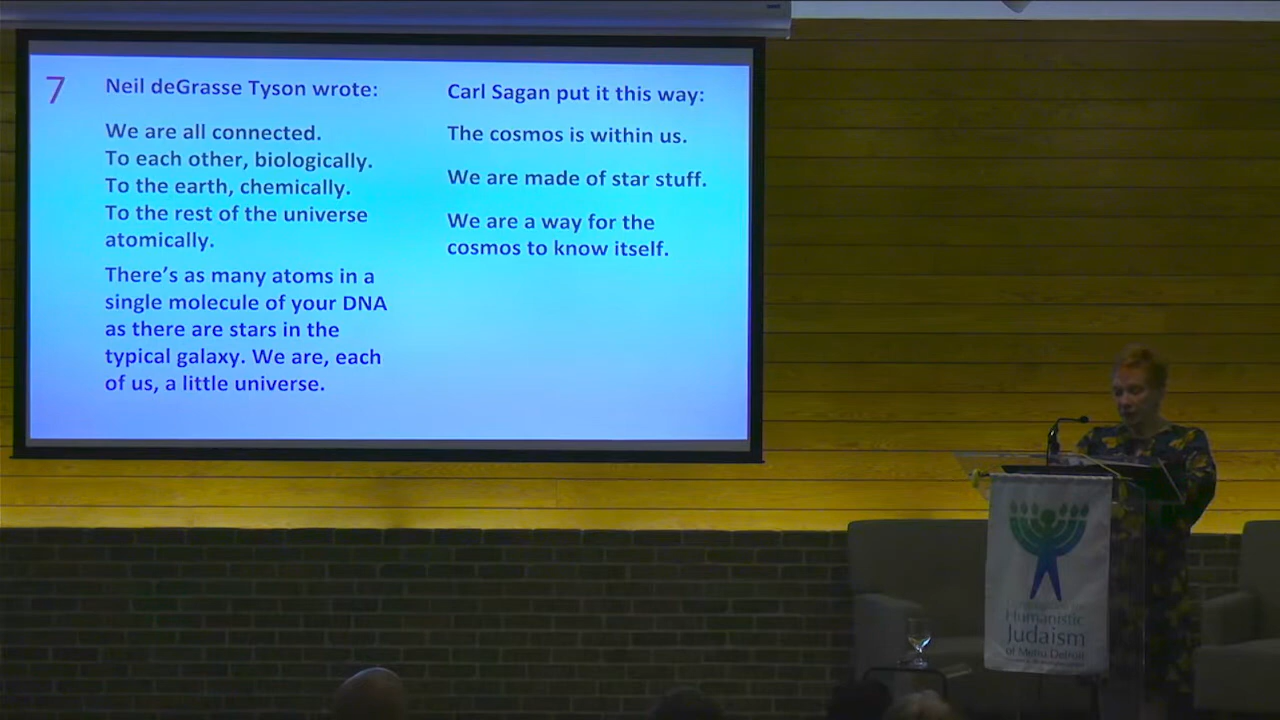 7
Neil deGrasse Tyson wrote:
We are all connected.
To each other, biologically.
To the earth, chemically.
To the rest of the universe
atomically.
There’s as many atoms in a
single molecule of your DNA
as there are stars in the
typical galaxy. We are, each
of us, a little universe.
Carl Sagan put it this way:
The cosmos is within us.
We are made of star stuff.
We are a way for the
cosmos to know itself.
Humanistic
Judaism
of Metro Detroit